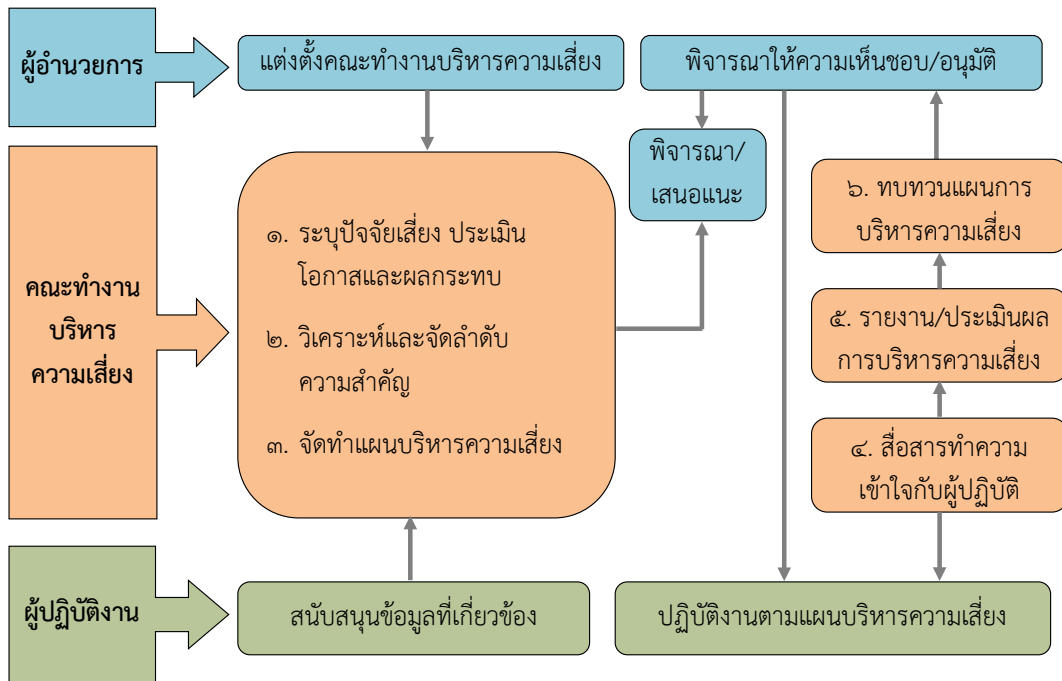 ผู้อำนวยการ
แต่งตั้งคณะทำงานบริหารความเสี่ยง
พิจารณาให้ความเห็นชอบ/อนุมัติ
พิจารณา/
เสนอแนะ
คณะทำงาน
บริหาร
ความเสี่ยง
๑. ระบุปัจจัยเสี่ยง ประเมิน
โอกาสและผลกระทบ
๒. วิเคราะห์และจัดลำดับ
ความสำคัญ
๓. จัดทำแผนบริหารความเสี่ยง
๖. ทบทวนแผนการ
บริหารความเสี่ยง
๕. รายงาน/ประเมินผล
การบริหารความเสี่ยง
๔. สื่อสารทำความ
เข้าใจกับผู้ปฏิบัติ
ผู้ปฏิบัติงาน
สนับสนุนข้อมูลที่เกี่ยวข้อง
ปฏิบัติงานตามแผนบริหารความเสี่ยง